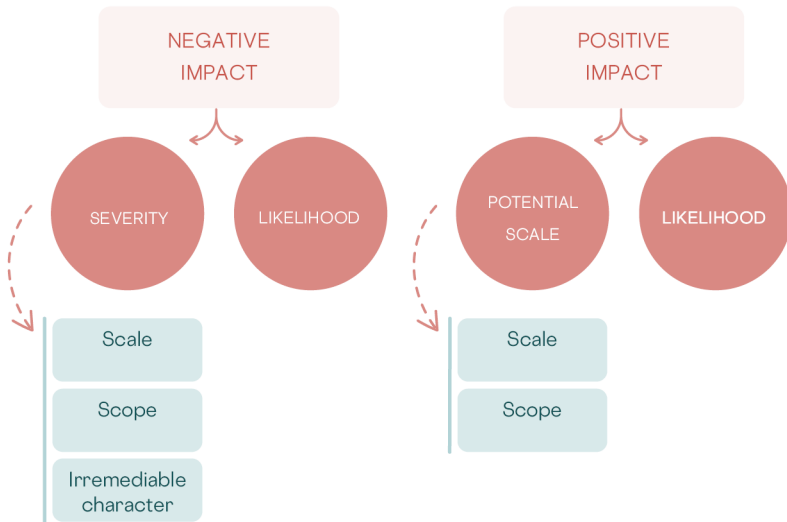 NEGATIVE
IMPACT
SEVERITY
LIKELIHOOD
Scale
Scope
Irremediable
character
POSITIVE
IMPACT
POTENTIAL
SCALE
LIKELIHOOD
Scale
Scope